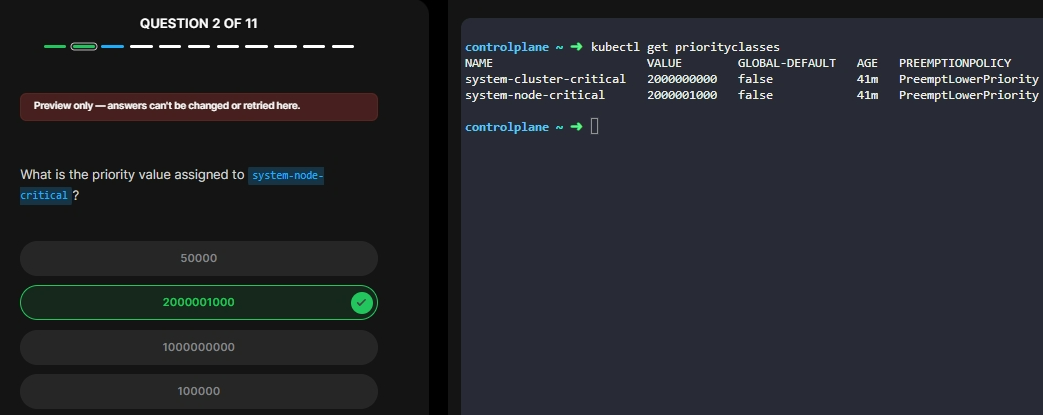 QUESTION 2 OF 11
Preview only — answers can't be changed or retried here.
What is the priority value assigned to system-node-
critical ?
50000
2000001000
1000000000
100000
controlplane ~ ➜ kubectl get priorityclasses
NAME VALUE GLOBAL-DEFAULT AGE PREEMPTIONPOLICY
system-cluster-critical 2000000000 false 41m PreemptLowerPriority
system-node-critical 2000001000 false 41m PreemptLowerPriority
controlplane ~ ➜